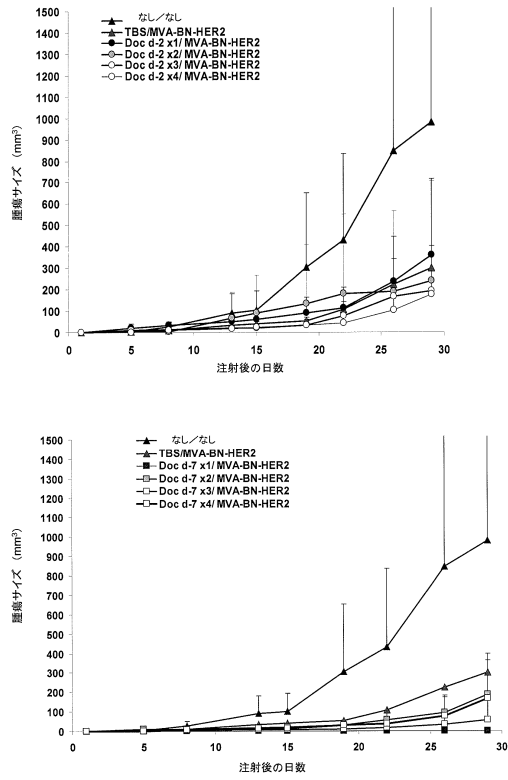 なし/なし
TBS/MVA-BN-HER2
Doc d-2 x1/ MVA-BN-HER2
Doc d-2 x2/ MVA-BN-HER2
Doc d-2 x3/ MVA-BN-HER2
Doc d-2 x4/ MVA-BN-HER2
腫瘍サイズ (mm³)
1500
1400
1300
1200
1100
1000
900
800
700
600
500
400
300
200
100
0
0 5 10 15 20 25 30
注射後の日数
なし/なし
TBS/MVA-BN-HER2
Doc d-7 x1/ MVA-BN-HER2
Doc d-7 x2/ MVA-BN-HER2
Doc d-7 x3/ MVA-BN-HER2
Doc d-7 x4/ MVA-BN-HER2
腫瘍サイズ (mm³)
1500
1400
1300
1200
1100
1000
900
800
700
600
500
400
300
200
100
0
0 5 10 15 20 25 30
注射後の日数